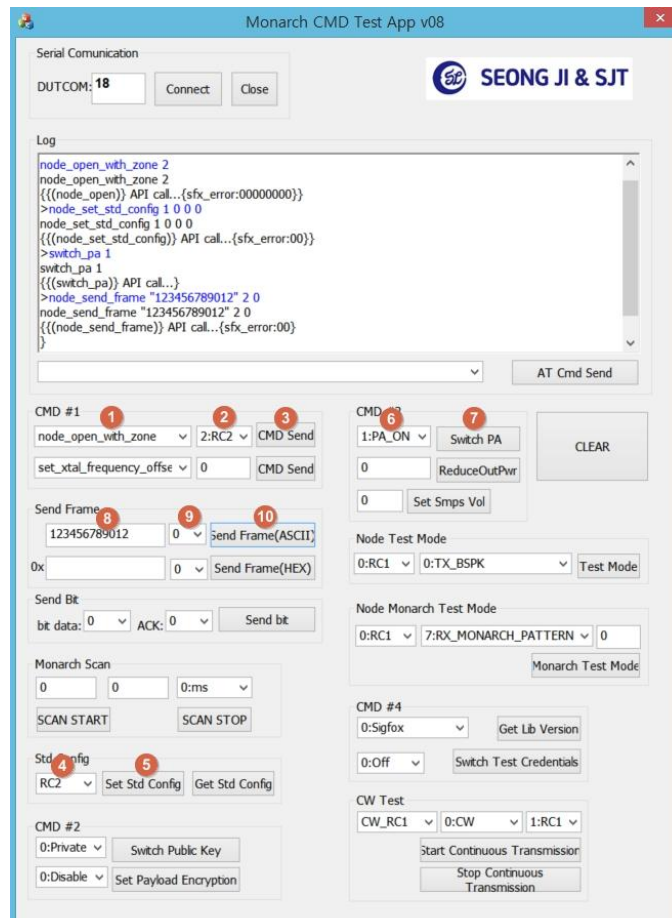 Monarch CMD Test App v08
Serial Comunication
DUTCOM: 18 Connect Close
SEONG JI & SJT
Log
node_open_with_zone 2
node_open_with_zone 2
{{(node_open)} API call...{sfx_error:00000000}}
>node_set_std_config 1 0 0 0
node_set_std_config 1 0 0 0
{{(node_set_std_config)} API call...{sfx_error:00}}
>switch_pa 1
switch_pa 1
{{(switch_pa)} API call...}
>node_send_frame "123456789012" 2 0
node_send_frame "123456789012" 2 0
{{(node_send_frame)} API call...{sfx_error:00}
}
AT Cmd Send
CMD #1 1 2 3
node_open_with_zone 2:RC2 CMD Send
set_xtal_frequency_offse 0 CMD Send
6 7
1:PA_ON Switch PA
0 ReduceOutPwr
0 Set Smps Vol
CLEAR
Send Frame 8 9 10
123456789012 0 Send Frame(ASCII)
0x 0 Send Frame(HEX)
Node Test Mode
0:RC1 0:TX_BSPK Test Mode
Send Bit
bit data: 0 ACK: 0 Send bit
Node Monarch Test Mode
0:RC1 7:RX_MONARCH_PATTERN 0
Monarch Test Mode
Monarch Scan
0 0 0:ms
SCAN START SCAN STOP
CMD #4
0:Sigfox Get Lib Version
0:Off Switch Test Credentials
Std Config 4 5
RC2 Set Std Config Get Std Config
CW Test
CW_RC1 0:CW 1:RC1
Start Continuous Transmission
Stop Continuous
Transmission
CMD #2
0:Private Switch Public Key
0:Disable Set Payload Encryption